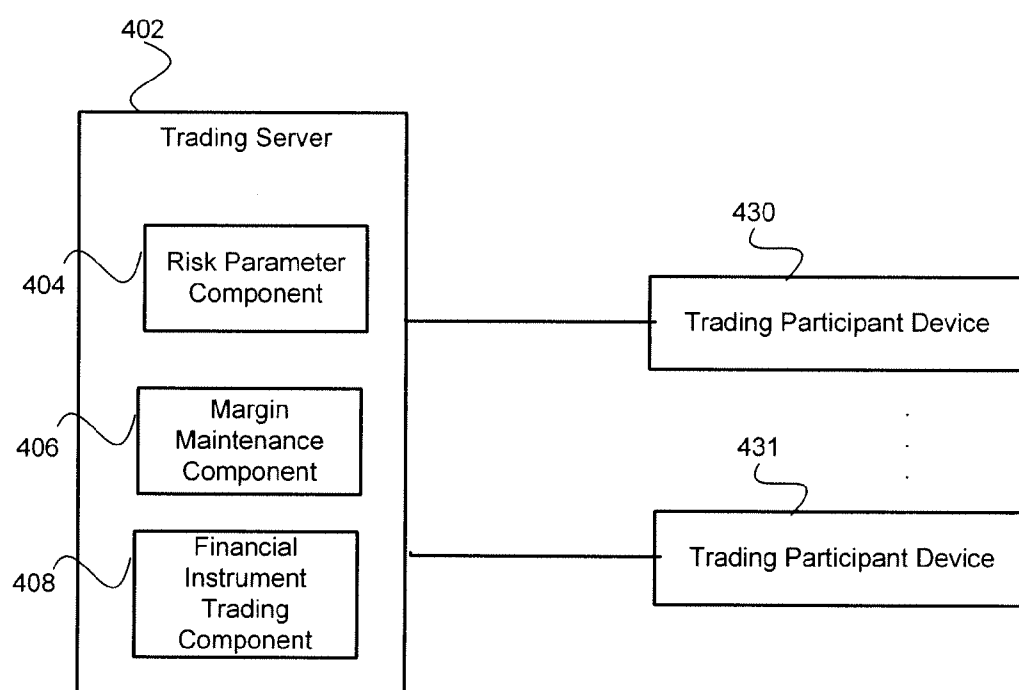 402
Trading Server
430
404
Risk Parameter
Component
Trading Participant Device
406
Margin
Maintenance
Component
431
408
Financial
Instrument
Trading
Component
Trading Participant Device